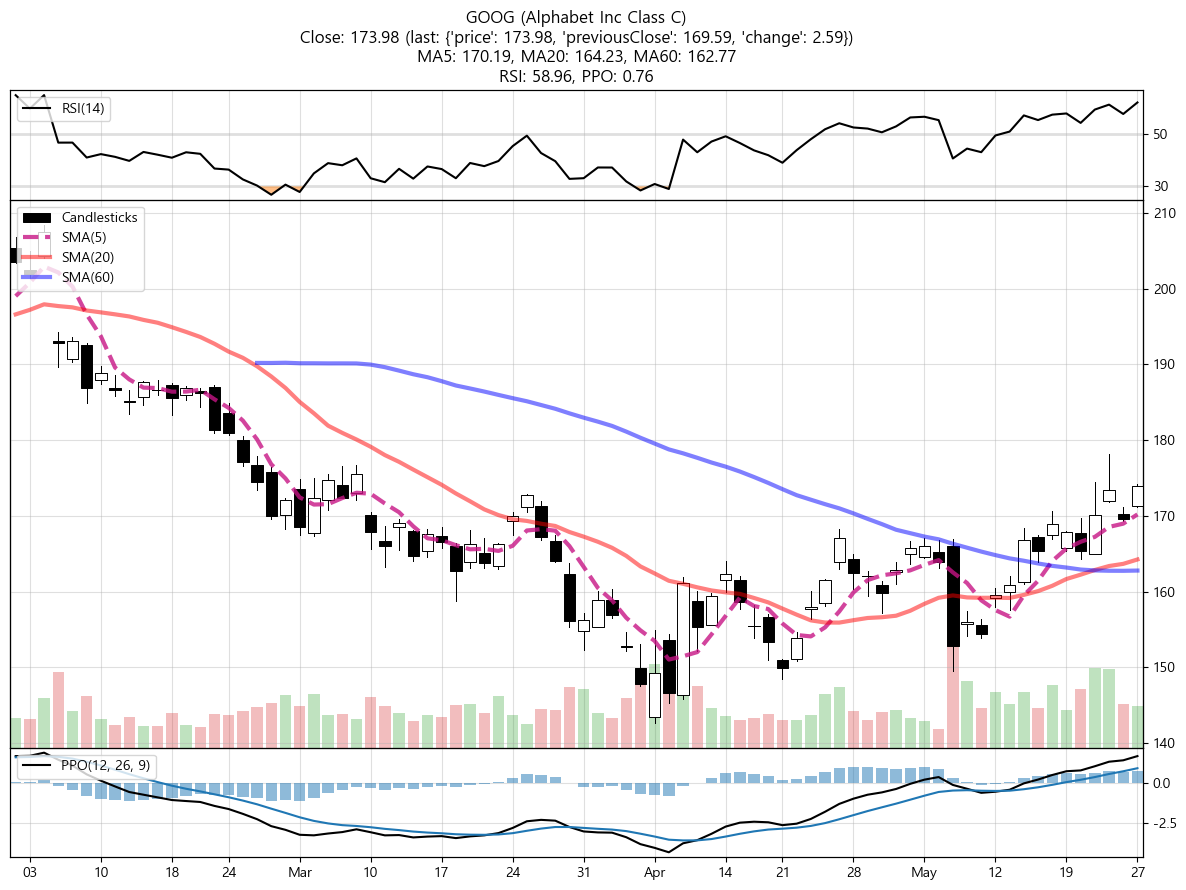 GOOG (Alphabet Inc Class C)
Close: 173.98 (last: {'price': 173.98, 'previousClose': 169.59, 'change': 2.59})
MA5: 170.19, MA20: 164.23, MA60: 162.77
RSI: 58.96, PPO: 0.76
RSI(14)
50
30
Candlesticks
SMA(5)
SMA(20)
SMA(60)
210
200
190
180
170
160
150
140
PPO(12, 26, 9)
0.0
−2.5
03 10 18 24 Mar 10 17 24 31 Apr 14 21 28 May 12 19 27